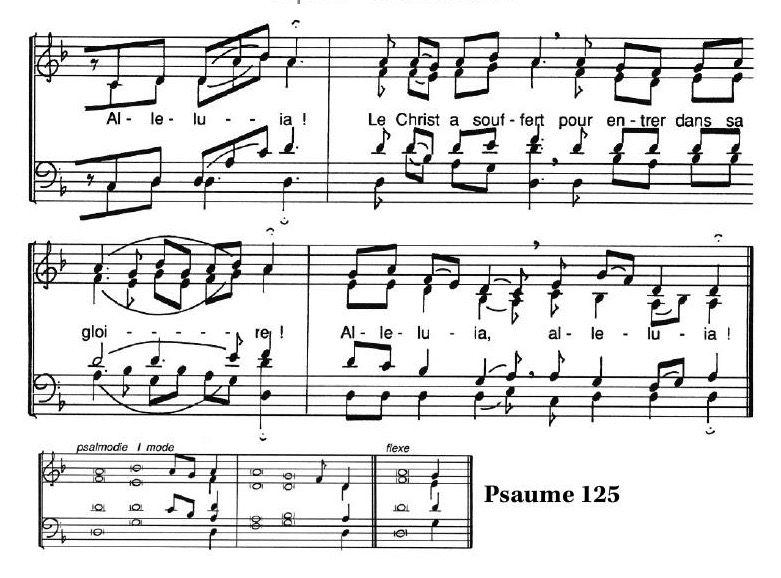 Al - le - lu - - ia ! Le Christ a souf - fert pour en - trer dans sa
gloi - - - - - re ! Al - le - lu - ia, al - le - lu - ia !
psalmodie I mode flexe
Psaume 125